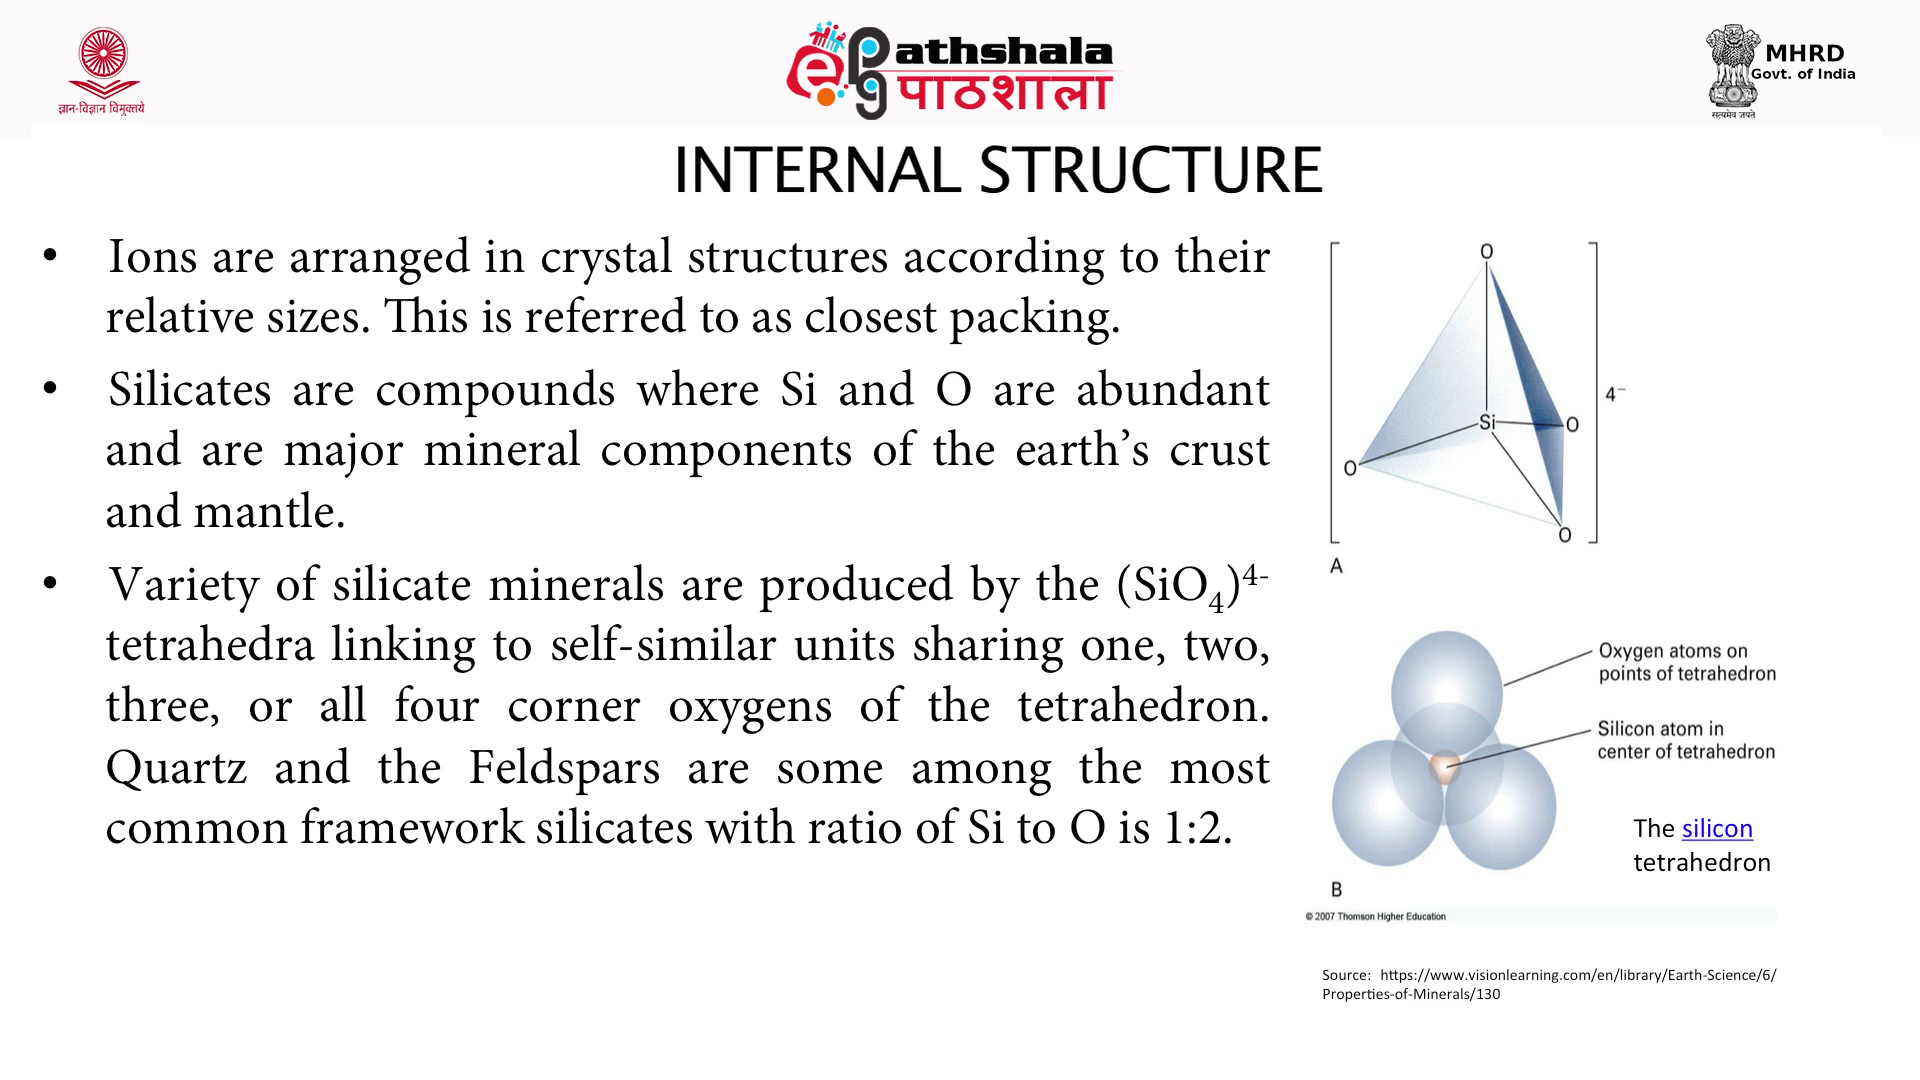 ज्ञान-विज्ञान विमुक्तये
e
pg
athshala
पाठशाला
MHRD
Govt. of India
सत्यमेव जयते
INTERNAL STRUCTURE
• Ions are arranged in crystal structures according to their
relative sizes. This is referred to as closest packing.
• Silicates are compounds where Si and O are abundant
and are major mineral components of the earth’s crust
and mantle.
• Variety of silicate minerals are produced by the (SiO₄)⁴⁻
tetrahedra linking to self-similar units sharing one, two,
three, or all four corner oxygens of the tetrahedron.
Quartz and the Feldspars are some among the most
common framework silicates with ratio of Si to O is 1:2.
O
4⁻
Si
O
O
O
A
Oxygen atoms on
points of tetrahedron
Silicon atom in
center of tetrahedron
The silicon
tetrahedron
B
© 2007 Thomson Higher Education
Source: https://www.visionlearning.com/en/library/Earth-Science/6/
Properties-of-Minerals/130